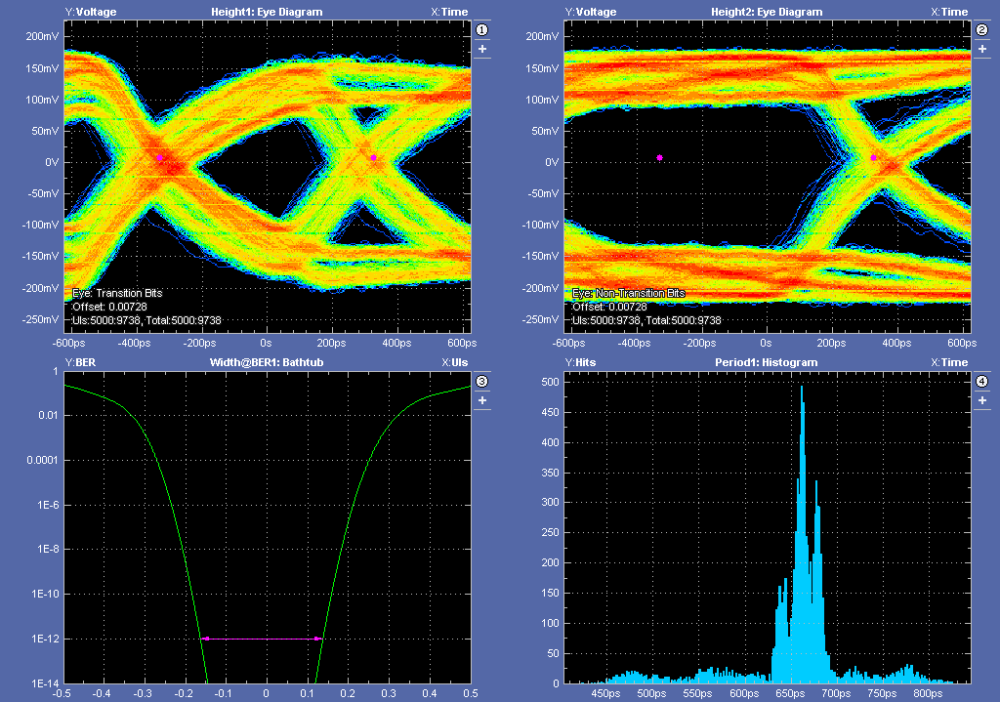 Y:Voltage Height1: Eye Diagram X:Time
1
+
200mV
150mV
100mV
50mV
0V
-50mV
-100mV
-150mV
-200mV
-250mV
Eye: Transition Bits
Offset: 0.00728
UIs:5000:9738, Total:5000:9738
-600ps -400ps -200ps 0s 200ps 400ps 600ps
Y:Voltage Height2: Eye Diagram X:Time
2
+
200mV
150mV
100mV
50mV
0V
-50mV
-100mV
-150mV
-200mV
-250mV
Eye: Non-Transition Bits
Offset: 0.00728
UIs:5000:9738, Total:5000:9738
-600ps -400ps -200ps 0s 200ps 400ps 600ps
Y:BER Width@BER1: Bathtub X:UIs
3
+
1
0.01
0.0001
1E-6
1E-8
1E-10
1E-12
1E-14
-0.5 -0.4 -0.3 -0.2 -0.1 0 0.1 0.2 0.3 0.4 0.5
Y:Hits Period1: Histogram X:Time
4
+
500
450
400
350
300
250
200
150
100
50
0
450ps 500ps 550ps 600ps 650ps 700ps 750ps 800ps